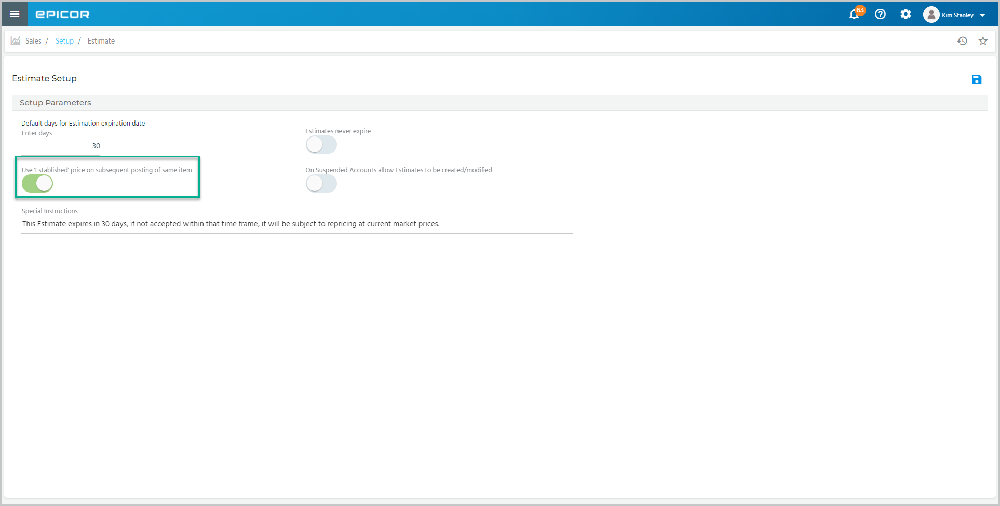 EPICOR
63
Kim Stanley
Sales / Setup / Estimate
Estimate Setup
Setup Parameters
Default days for Estimation expiration date
Enter days
30
Estimates never expire
Use 'Established' price on subsequent posting of same item
On Suspended Accounts allow Estimates to be created/modified
Special Instructions
This Estimate expires in 30 days, if not accepted within that time frame, it will be subject to repricing at current market prices.